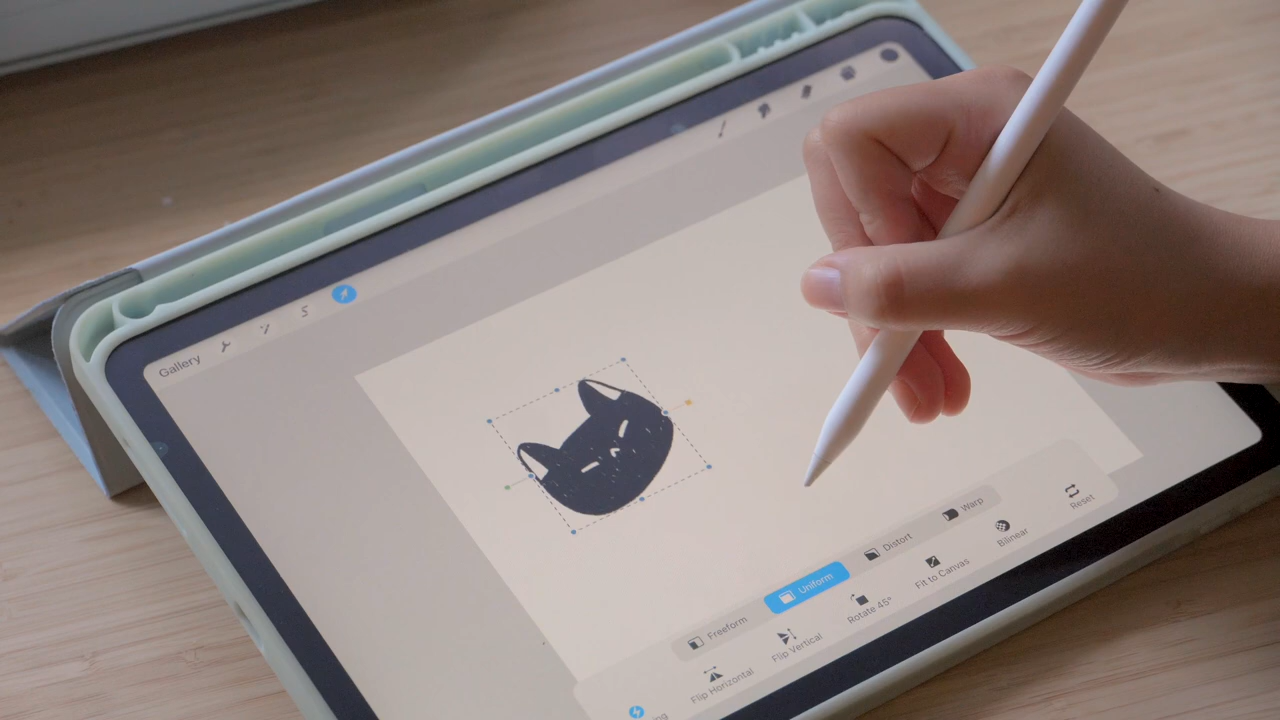 Gallery
Freeform
Uniform
Distort
Warp
Flip Horizontal
Flip Vertical
Rotate 45°
Fit to Canvas
Bilinear
Reset